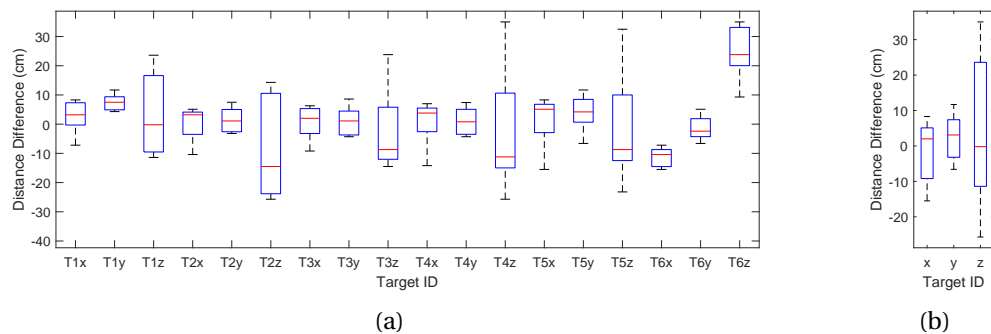 Distance Difference (cm)
30
20
10
0
-10
-20
-30
-40
T1x T1y T1z T2x T2y T2z T3x T3y T3z T4x T4y T4z T5x T5y T5z T6x T6y T6z
Target ID
(a)
Distance Difference (cm)
30
20
10
0
-10
-20
x y z
Target ID
(b)